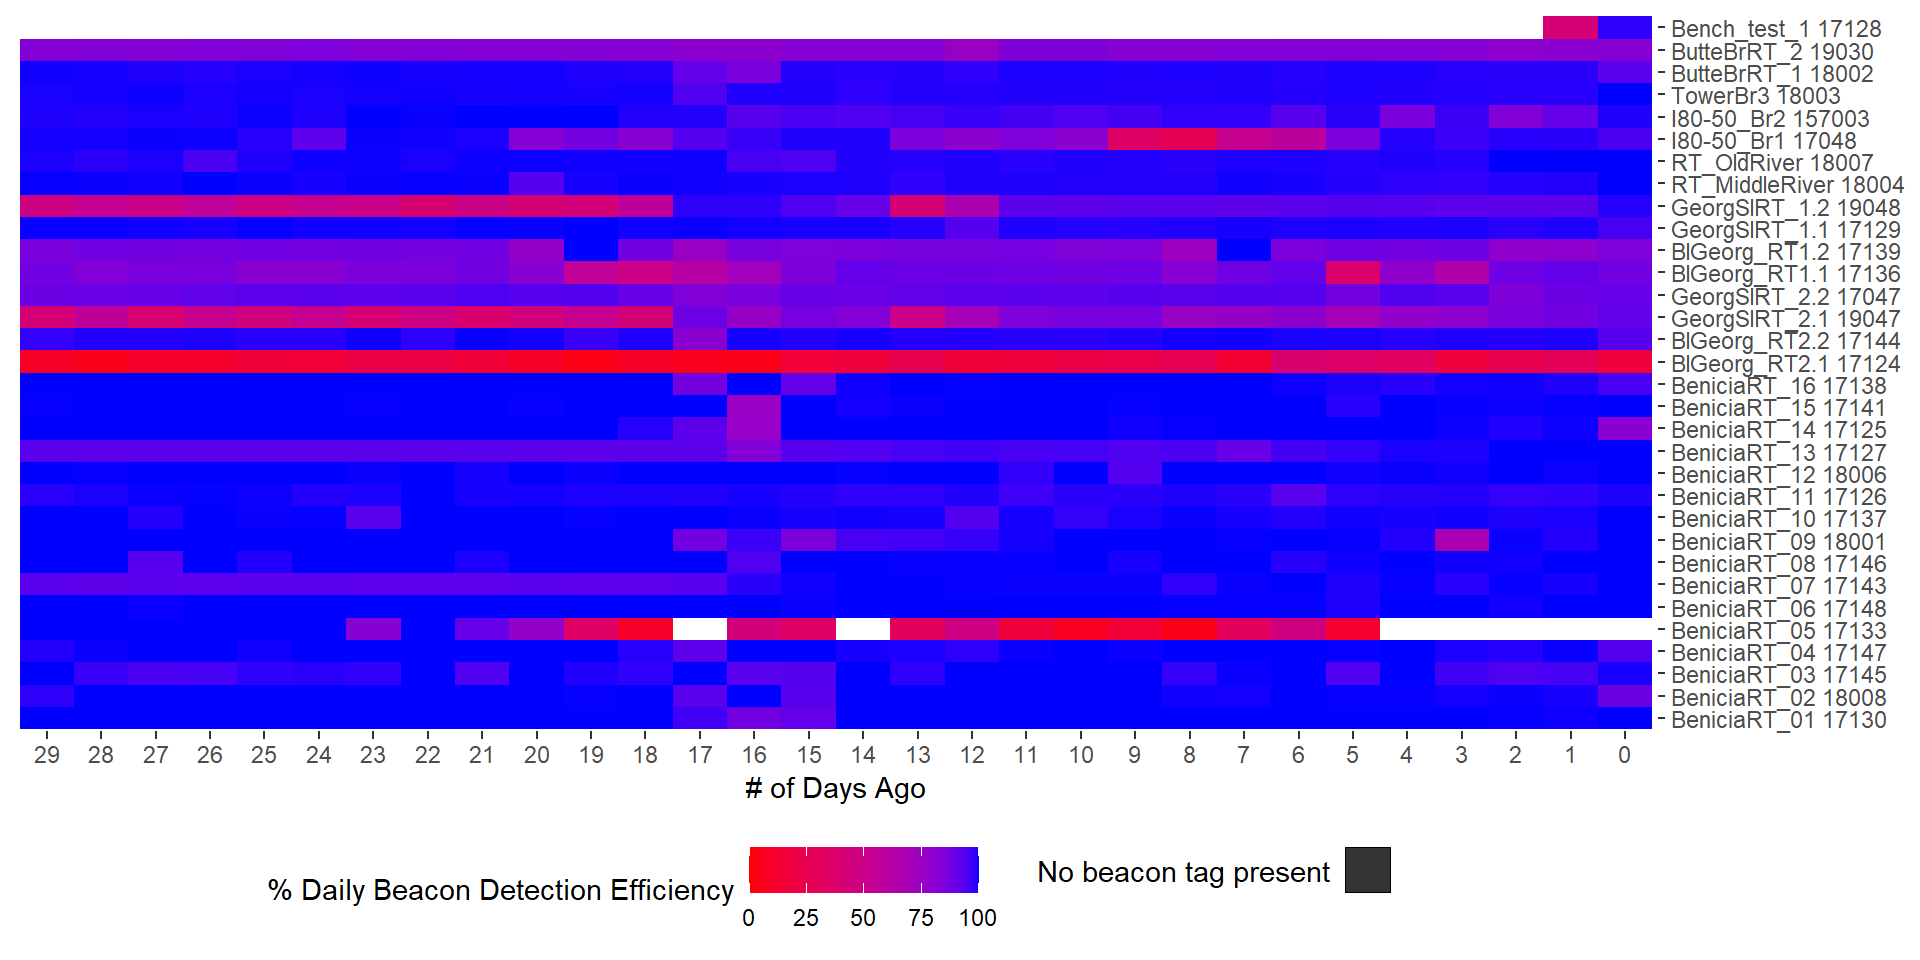 Bench_test_1 17128
ButteBrRT_2 19030
ButteBrRT_1 18002
TowerBr3 18003
I80-50_Br2 157003
I80-50_Br1 17048
RT_OldRiver 18007
RT_MiddleRiver 18004
GeorgSlRT_1.2 19048
GeorgSlRT_1.1 17129
BlGeorg_RT1.2 17139
BlGeorg_RT1.1 17136
GeorgSlRT_2.2 17047
GeorgSlRT_2.1 19047
BlGeorg_RT2.2 17144
BlGeorg_RT2.1 17124
BeniciaRT_16 17138
BeniciaRT_15 17141
BeniciaRT_14 17125
BeniciaRT_13 17127
BeniciaRT_12 18006
BeniciaRT_11 17126
BeniciaRT_10 17137
BeniciaRT_09 18001
BeniciaRT_08 17146
BeniciaRT_07 17143
BeniciaRT_06 17148
BeniciaRT_05 17133
BeniciaRT_04 17147
BeniciaRT_03 17145
BeniciaRT_02 18008
BeniciaRT_01 17130
29 28 27 26 25 24 23 22 21 20 19 18 17 16 15 14 13 12 11 10 9 8 7 6 5 4 3 2 1 0
# of Days Ago
% Daily Beacon Detection Efficiency
0 25 50 75 100
No beacon tag present